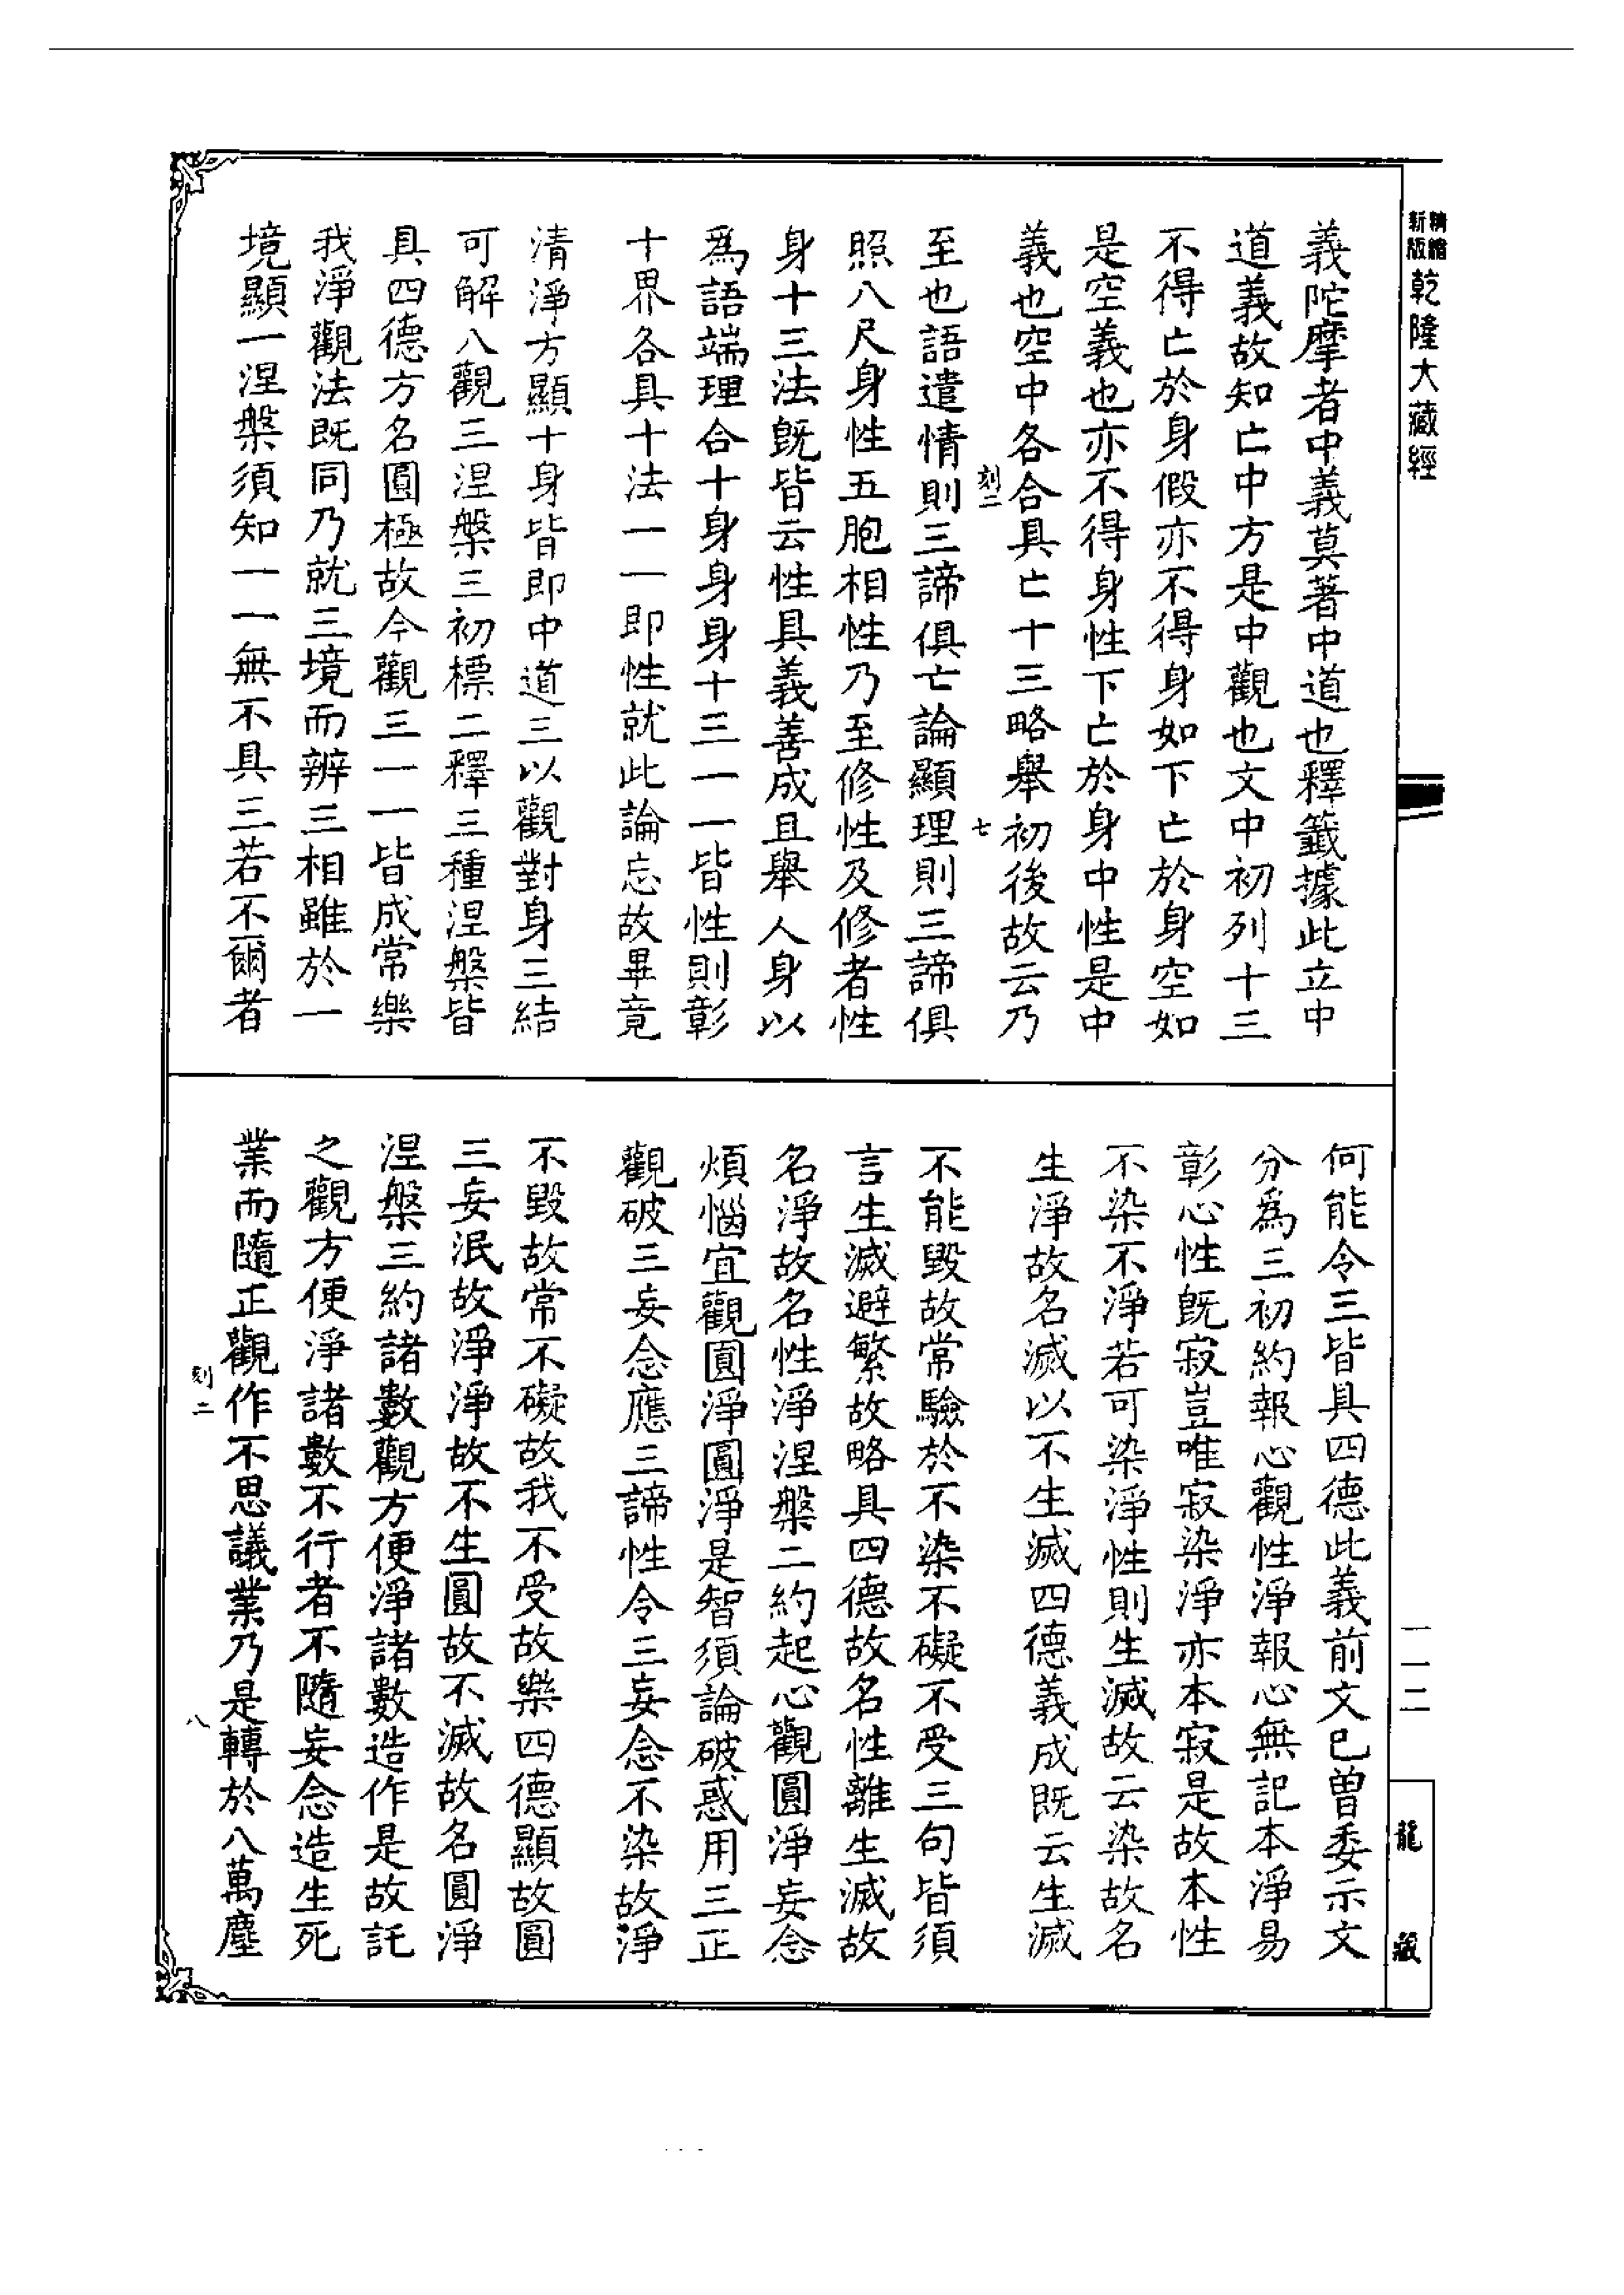 精繕新版
乾隆大藏經
義陀摩者中義莫著中道也釋籤據此立中
道義故知亡中方是中觀也文中初列十三
不得亡於身假亦不得身如下亡於身空如
是空義也亦不得身性下亡於身中性是中
義也空中各合具亡十三略舉初後故云乃
刻二
七
至也語遣情則三諦俱亡論顯理則三諦俱
照八尺身性五胞相性乃至修性及修者性
身十三法旣皆云性具義善成且舉人身以
為語端理合十身身身十三一一皆性則彰
十界各具十法一一即性就此論忘故畢竟
清淨方顯十身皆即中道三以觀對身三結
可解八觀三涅槃三初標二釋三種涅槃皆
具四德方名圓極故今觀三一一皆成常樂
我淨觀法既同乃就三境而辨三相雖於一
境顯一涅槃須知一一無不具三若不爾者
何能令三皆具四德此義前文已曾委示文
分為三初約報心觀性淨報心無記本淨易
彰心性旣寂豈唯寂染淨亦本寂是故本性
不染不淨若可染淨性則生滅故云染故名
生淨故名滅以不生滅四德義成既云生滅
不能毀故常驗於不染不礙不受三句皆須
言生滅避繁故略具四德故名性離生滅故
名淨故名性淨涅槃二約起心觀圓淨妄念
煩惱宜觀圓淨圓淨是智須論破惑用三正
觀破三妄念應三諦性令三妄念不染故淨
不毀故常不礙故我不受故樂四德顯故圓
三妄泯故淨淨故不生圓故不滅故名圓淨
涅槃三約諸數觀方便淨諸數造作是故託
之觀方便淨諸數不行者不隨妄念造生死
業而隨正觀作不思議業乃是轉於八萬塵
刻二
八
一一二
龍藏